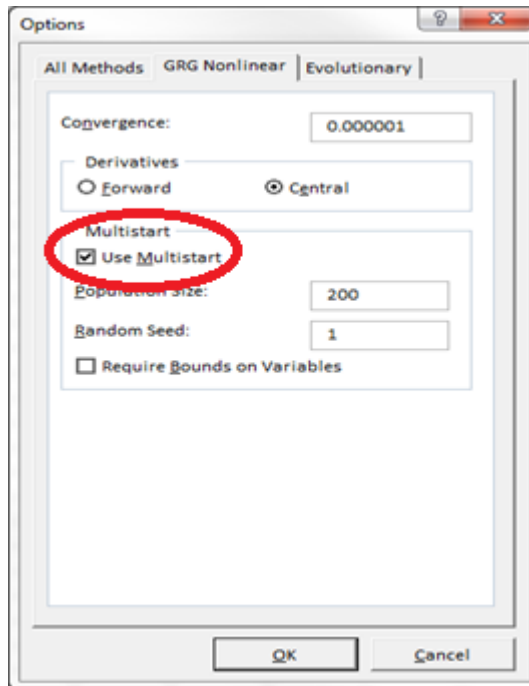 Options
All Methods GRG Nonlinear Evolutionary
Convergence: 0.000001
Derivatives
Forward Central
Multistart
Use Multistart
Population Size: 200
Random Seed: 1
Require Bounds on Variables
OK Cancel